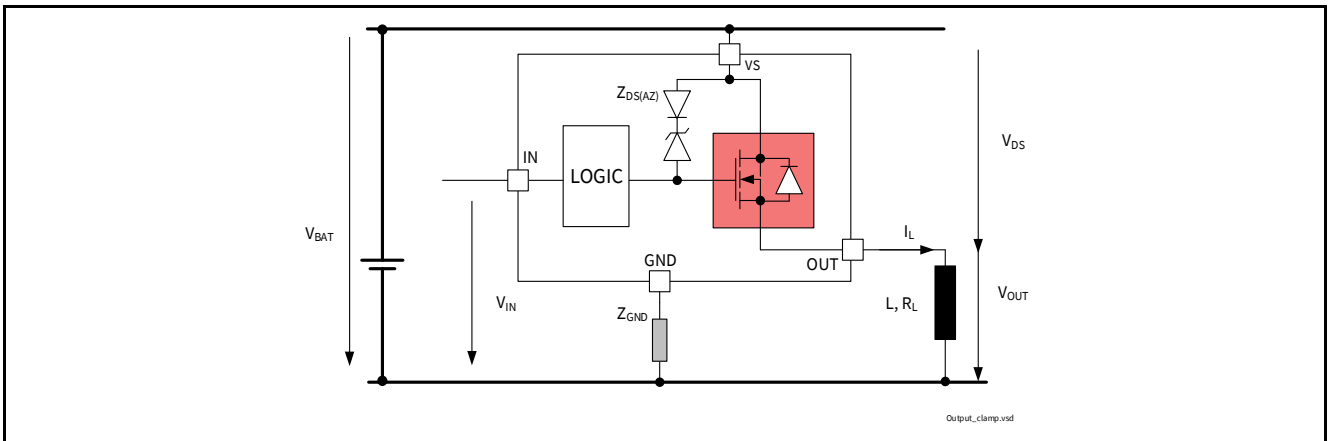 VS
ZDS(AZ)
VDS
IN
LOGIC
VBAT
IL
GND
OUT
VIN
ZGND
L, RL
VOUT
Output_clamp.vsd